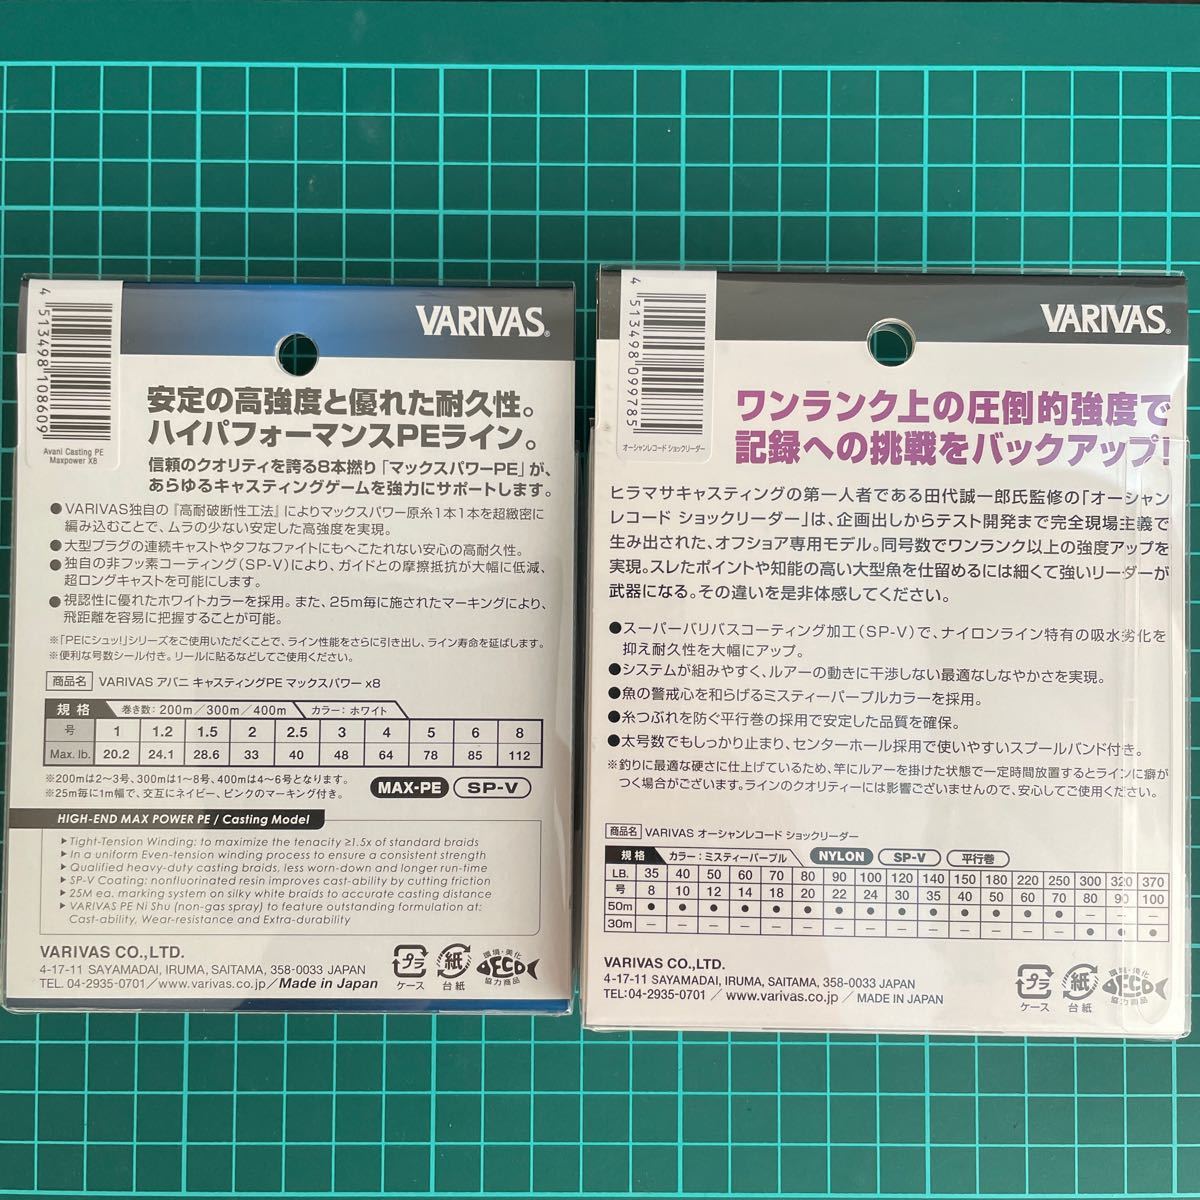 4 513498 108609
Avani Casting PE
Maxpower X8
VARIVAS®
安定の高強度と優れた耐久性。
ハイパフォーマンスPEライン。
信頼のクオリティを誇る8本撚り「マックスパワーPE」が、
あらゆるキャスティングゲームを強力にサポートします。
●VARIVAS独自の『高耐破断性工法』によりマックスパワー原糸1本1本を超緻密に
編み込むことで、ムラの少ない安定した高強度を実現。
●大型プラグの連続キャストやタフなファイトにもへこたれない安心の高耐久性。
●独自の非フッ素コーティング(SP-V)により、ガイドとの摩擦抵抗が大幅に低減、
超ロングキャストを可能にします。
●視認性に優れたホワイトカラーを採用。また、25m毎に施されたマーキングにより、
飛距離を容易に把握することが可能。
※「PEにシュッ!」シリーズをご使用いただくことで、ライン性能をさらに引き出し、ライン寿命を延ばします。
※便利な号数シール付き。リールに貼るなどしてご使用ください。
商品名 VARIVAS アバニ キャスティングPE マックスパワー x8
規格 巻き数：200m／300m／400m カラー：ホワイト
号 1 1.2 1.5 2 2.5 3 4 5 6 8
Max. lb. 20.2 24.1 28.6 33 40 48 64 78 85 112
※200mは2〜3号、300mは1〜8号、400mは4〜6号となります。
※25m毎に1m幅で、交互にネイビー、ピンクのマーキング付き。
MAX-PE SP-V
HIGH-END MAX POWER PE / Casting Model
▶Tight-Tension Winding: to maximize the tenacity ≥1.5x of standard braids
▶In a uniform Even-tension winding process to ensure a consistent strength
▶Qualified heavy-duty casting braids, less worn-down and longer run-time
▶SP-V Coating: nonfluorinated resin improves cast-ability by cutting friction
▶25M ea. marking system on silky white braids to accurate casting distance
▶VARIVAS PE Ni Shu (non-gas spray) to feature outstanding formulation at:
Cast-ability, Wear-resistance and Extra-durability
VARIVAS CO.,LTD.
4-17-11 SAYAMADAI, IRUMA, SAITAMA, 358-0033 JAPAN
TEL. 04-2935-0701／www.varivas.co.jp／Made in Japan
プラ
ケース
紙
台紙
環境・美化
ECO
協力商品
4 513498 099785
オーシャンレコード ショックリーダー
VARIVAS®
ワンランク上の圧倒的強度で
記録への挑戦をバックアップ!
ヒラマサキャスティングの第一人者である田代誠一郎氏監修の「オーシャン
レコード ショックリーダー」は、企画出しからテスト開発まで完全現場主義で
生み出された、オフショア専用モデル。同号数でワンランク以上の強度アップを
実現。スレたポイントや知能の高い大型魚を仕留めるには細くて強いリーダーが
武器になる。その違いを是非体感してください。
●スーパーバリバスコーティング加工(SP-V)で、ナイロンライン特有の吸水劣化を
抑え耐久性を大幅にアップ。
●システムが組みやすく、ルアーの動きに干渉しない最適なしなやかさを実現。
●魚の警戒心を和らげるミスティーパープルカラーを採用。
●糸つぶれを防ぐ平行巻の採用で安定した品質を確保。
●太号数でもしっかり止まり、センターホール採用で使いやすいスプールバンド付き。
※釣りに最適な硬さに仕上げているため、竿にルアーを掛けた状態で一定時間放置するとラインに癖が
つく場合がございます。ラインのクオリティーには影響ございませんので、安心してご使用ください。
商品名 VARIVAS オーシャンレコード ショックリーダー
規格 カラー：ミスティーパープル NYLON SP-V 平行巻
LB. 35 40 50 60 70 80 90 100 120 140 150 180 220 250 300 320 370
号 8 10 12 14 18 20 22 24 30 35 40 50 60 70 80 90 100
50m ● ● ● ● ● ● ● ● ● ● ● ● ● ● － － －
30m － － － － － － － － － － － － － － ● ● ●
VARIVAS CO.,LTD.
4-17-11 SAYAMADAI, IRUMA, SAITAMA, 358-0033 JAPAN
TEL:04-2935-0701 ／ www.varivas.co.jp ／ MADE IN JAPAN
プラ
ケース
紙
台紙
環境・美化
ECO
協力商品